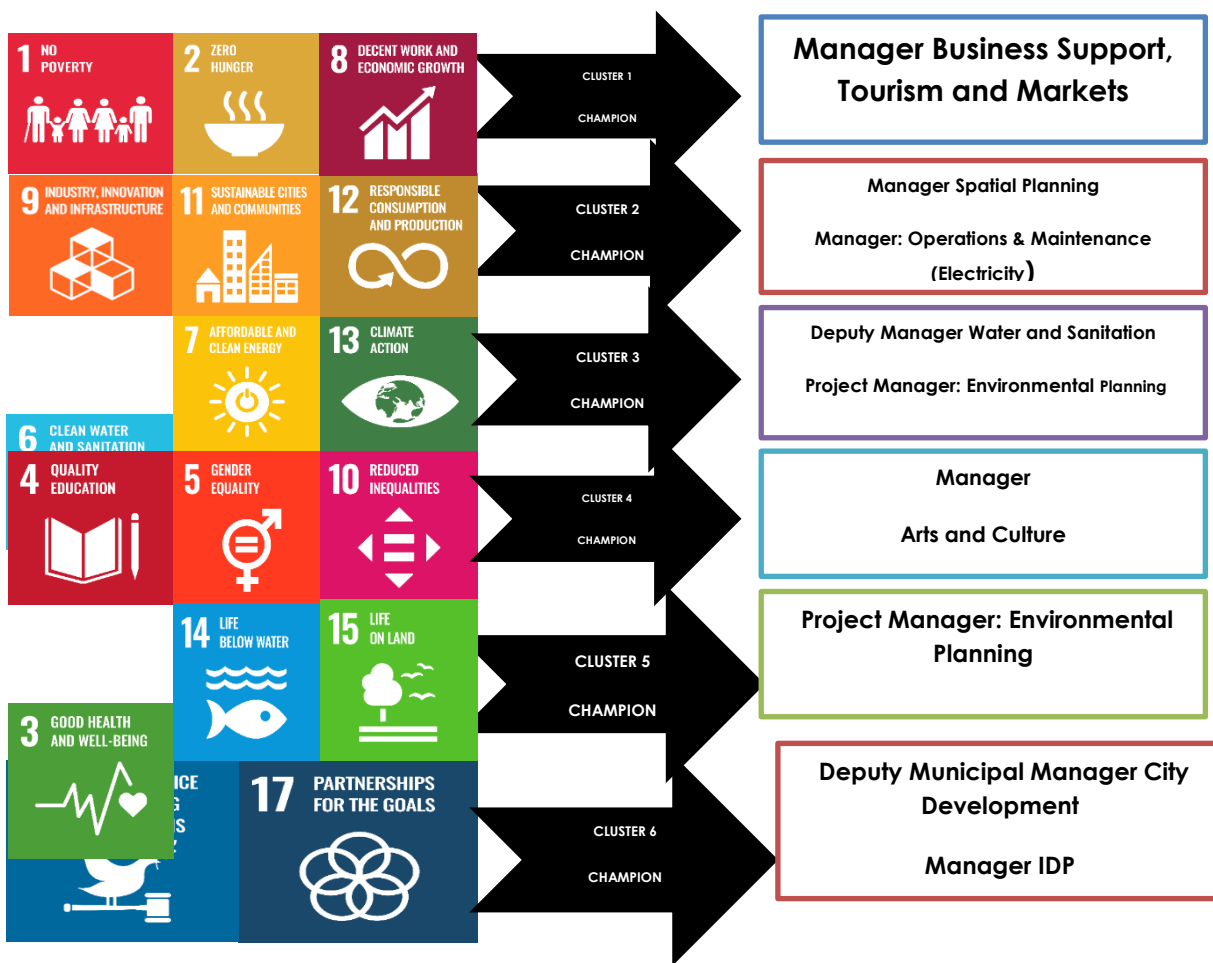 1 NO
POVERTY
2 ZERO
HUNGER
8 DECENT WORK AND
ECONOMIC GROWTH
CLUSTER 1
CHAMPION
Manager Business Support,
Tourism and Markets
9 INDUSTRY, INNOVATION
AND INFRASTRUCTURE
11 SUSTAINABLE CITIES
AND COMMUNITIES
12 RESPONSIBLE
CONSUMPTION
AND PRODUCTION
CLUSTER 2
CHAMPION
Manager Spatial Planning
Manager: Operations & Maintenance
(Electricity)
7 AFFORDABLE AND
CLEAN ENERGY
13 CLIMATE
ACTION
CLUSTER 3
CHAMPION
Deputy Manager Water and Sanitation
Project Manager: Environmental Planning
6 CLEAN WATER
AND SANITATION
4 QUALITY
EDUCATION
5 GENDER
EQUALITY
10 REDUCED
INEQUALITIES
CLUSTER 4
CHAMPION
Manager
Arts and Culture
14 LIFE
BELOW WATER
15 LIFE
ON LAND
CLUSTER 5
CHAMPION
Project Manager: Environmental
Planning
3 GOOD HEALTH
AND WELL-BEING
ICE
G
S
17 PARTNERSHIPS
FOR THE GOALS
CLUSTER 6
CHAMPION
Deputy Municipal Manager City
Development
Manager IDP